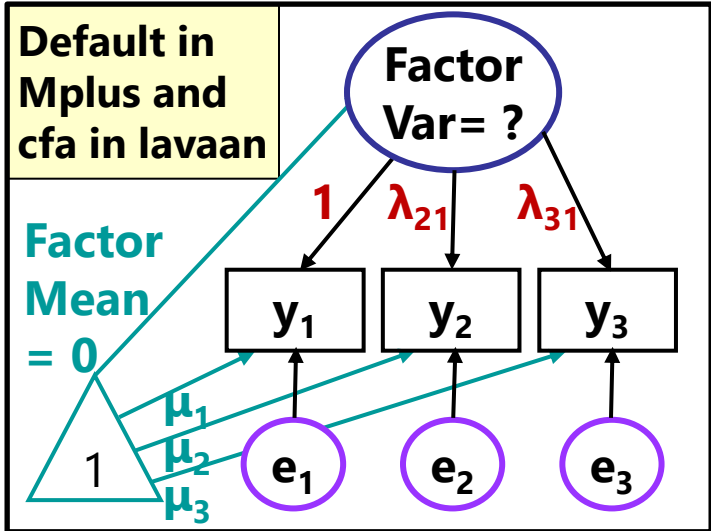 Default in
Mplus and
cfa in lavaan
Factor
Var= ?
1 λ₂₁ λ₃₁
Factor
Mean
= 0
y₁ y₂ y₃
μ₁
μ₂
μ₃
1
e₁ e₂ e₃